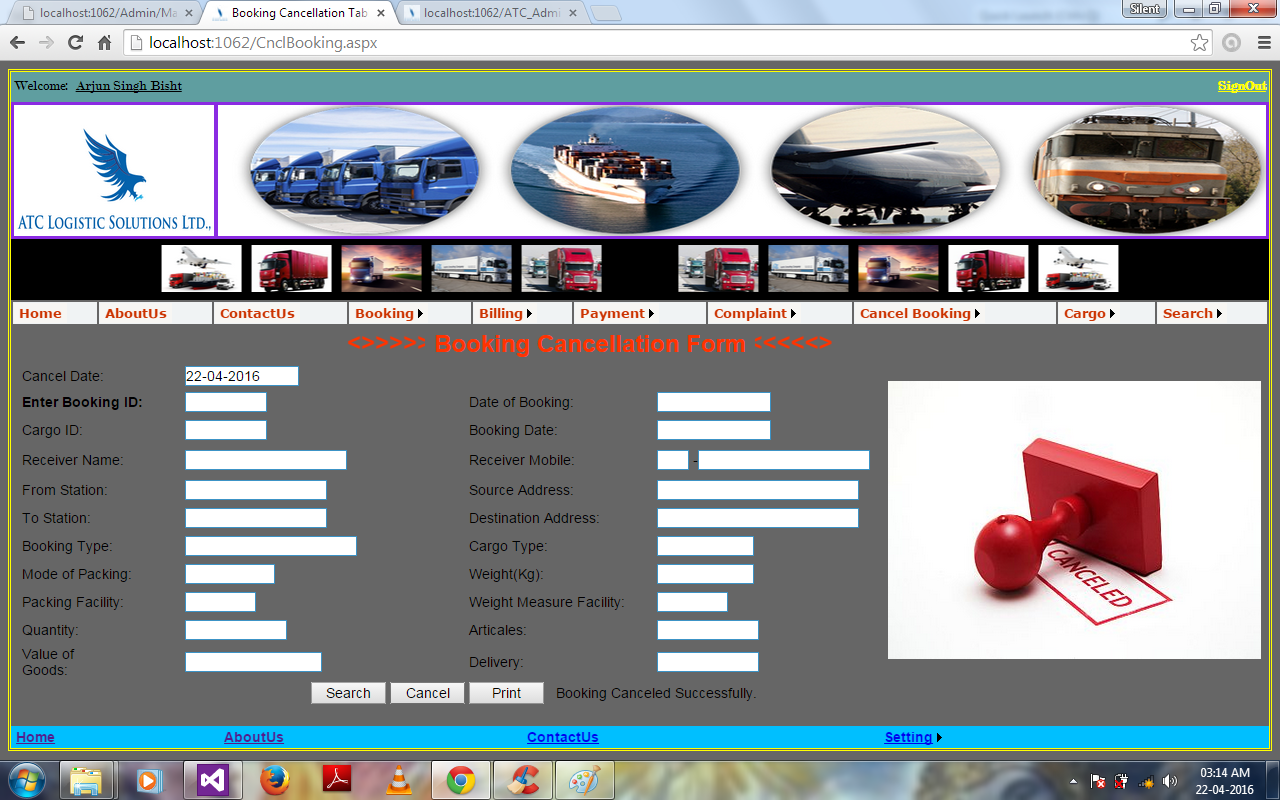 localhost:1062/Admin/Ma
Booking Cancellation Tab
localhost:1062/ATC_Admi
Silent
localhost:1062/CnclBooking.aspx
Welcome: Arjun Singh Bisht
SignOut
ATC LOGISTIC SOLUTIONS LTD.,
Home AboutUs ContactUs Booking Billing Payment Complaint Cancel Booking Cargo Search
<>>>>> Booking Cancellation Form <<<<<>
Cancel Date: 22-04-2016
Enter Booking ID: Date of Booking:
Cargo ID: Booking Date:
Receiver Name: Receiver Mobile: -
From Station: Source Address:
To Station: Destination Address:
Booking Type: Cargo Type:
Mode of Packing: Weight(Kg):
Packing Facility: Weight Measure Facility:
Quantity: Articales:
Value of
Goods: Delivery:
CANCELED
Search Cancel Print Booking Canceled Successfully.
Home AboutUs ContactUs Setting
03:14 AM
22-04-2016